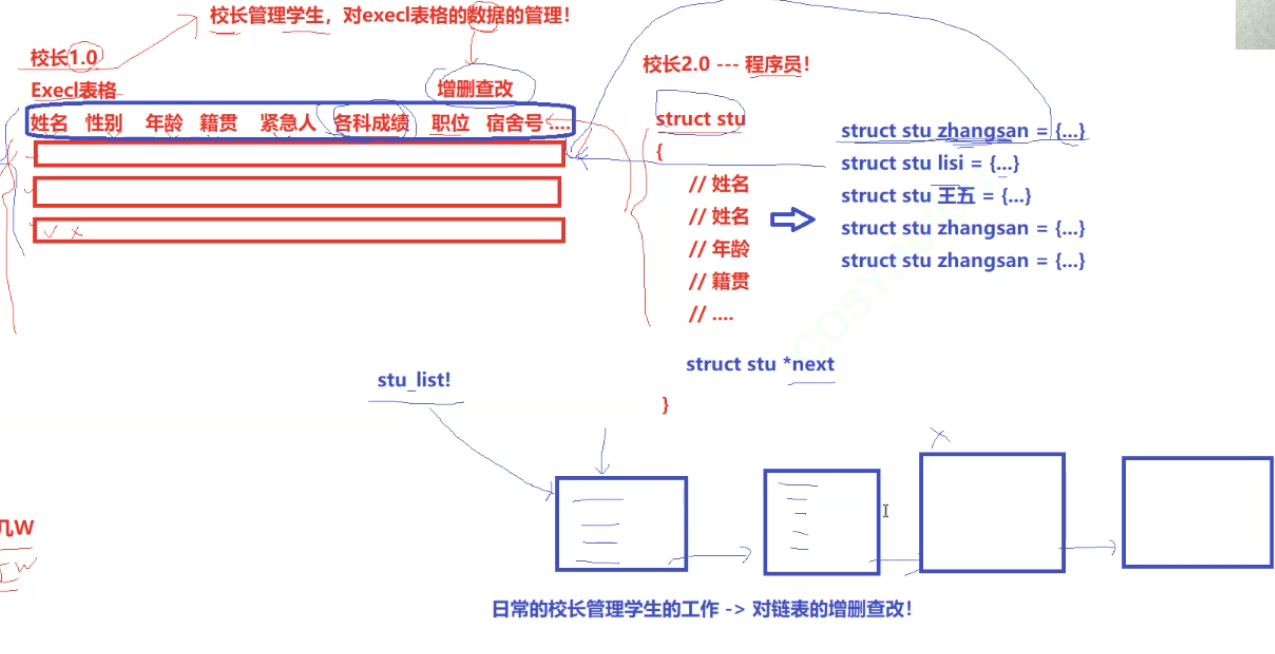 校长管理学生，对execl表格的数据的管理！
校长1.0
Execl表格
增删查改
姓名 性别 年龄 籍贯 紧急人 各科成绩 职位 宿舍号 ....
校长2.0 --- 程序员！
struct stu
{
// 姓名
// 姓名
// 年龄
// 籍贯
// ....
struct stu *next
}
struct stu zhangsan = {...}
struct stu lisi = {...}
struct stu 王五 = {...}
struct stu zhangsan = {...}
struct stu zhangsan = {...}
stu_list!
几W
日常的校长管理学生的工作 -> 对链表的增删查改！